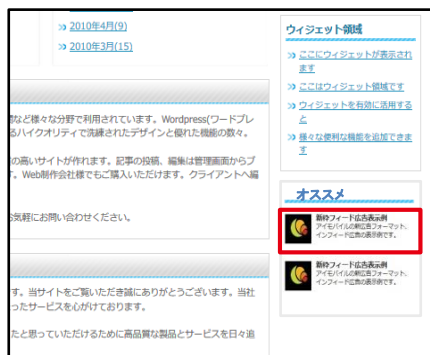 2010年4月(9)
2010年3月(15)
など様々な分野で利用されています。Wordpress(ワードプレ
るハイクオリティで洗練されたデザインと優れた機能の数々。
の高いサイトが作れます。記事の投稿、編集は管理画面からブ
す。Web制作会社様でもご購入いただけます。クライアントへ編
お気軽にお問い合わせください。
す。当サイトをご覧いただき誠にありがとうございます。当社
ったサービスを心がけております。
たと思っていただけるために高品質な製品とサービスを日々追
ウィジェット領域
ここにウィジェットが表示され
ます
ここはウィジェット領域です
ウィジェットを有効に活用する
と
様々な便利な機能を追加できま
す
オススメ
新枠フィード広告表示例
アイモバイルの新広告フォーマット、
インフィード広告の表示例です。
新枠フィード広告表示例
アイモバイルの新広告フォーマット、
インフィード広告の表示例です。